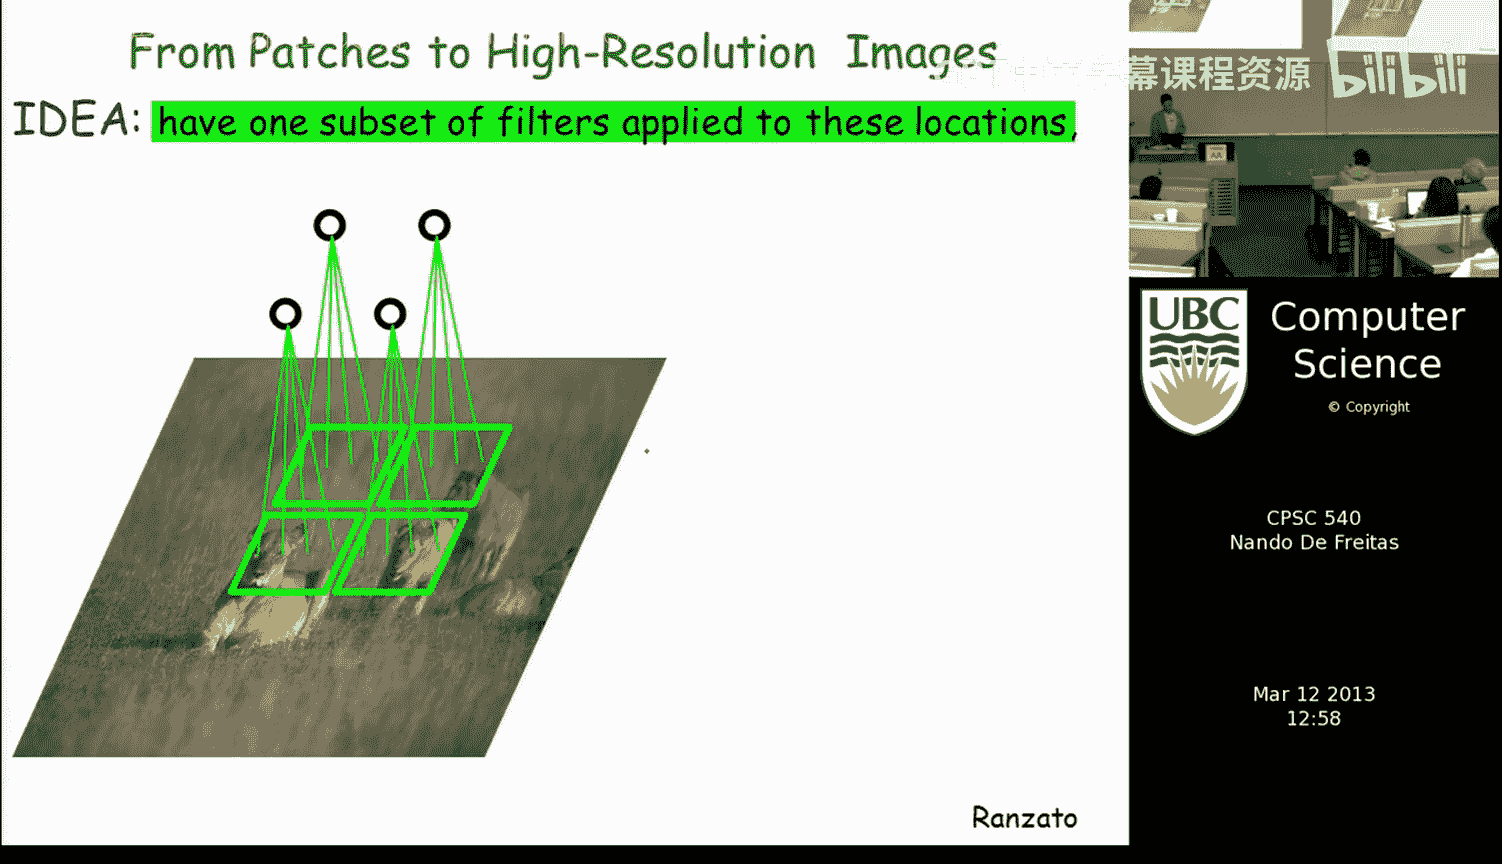 From Patches to High-Resolution Images
IDEA: have one subset of filters applied to these locations,
Ranzato
幕课程资源 bilibili
UBC
Computer
Science
© Copyright
CPSC 540
Nando De Freitas
Mar 12 2013
12:58